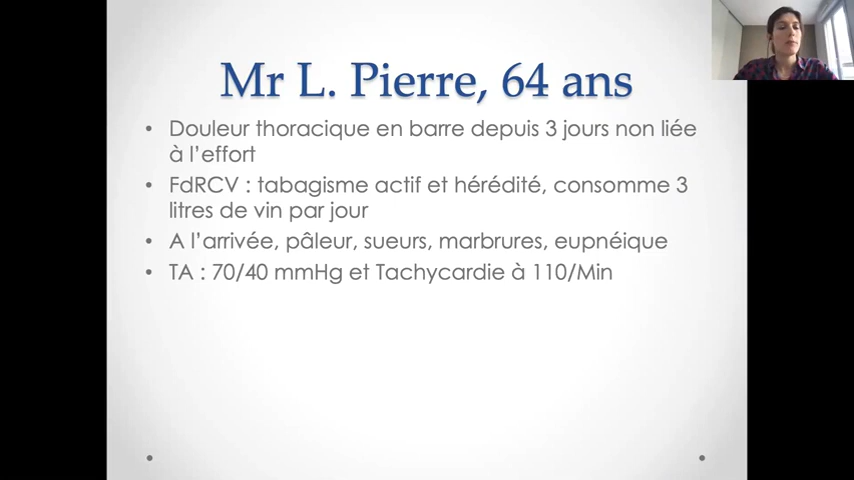 Mr L. Pierre, 64 ans
• Douleur thoracique en barre depuis 3 jours non liée
à l’effort
• FdRCV : tabagisme actif et hérédité, consomme 3
litres de vin par jour
• A l’arrivée, pâleur, sueurs, marbrures, eupnéique
• TA : 70/40 mmHg et Tachycardie à 110/Min